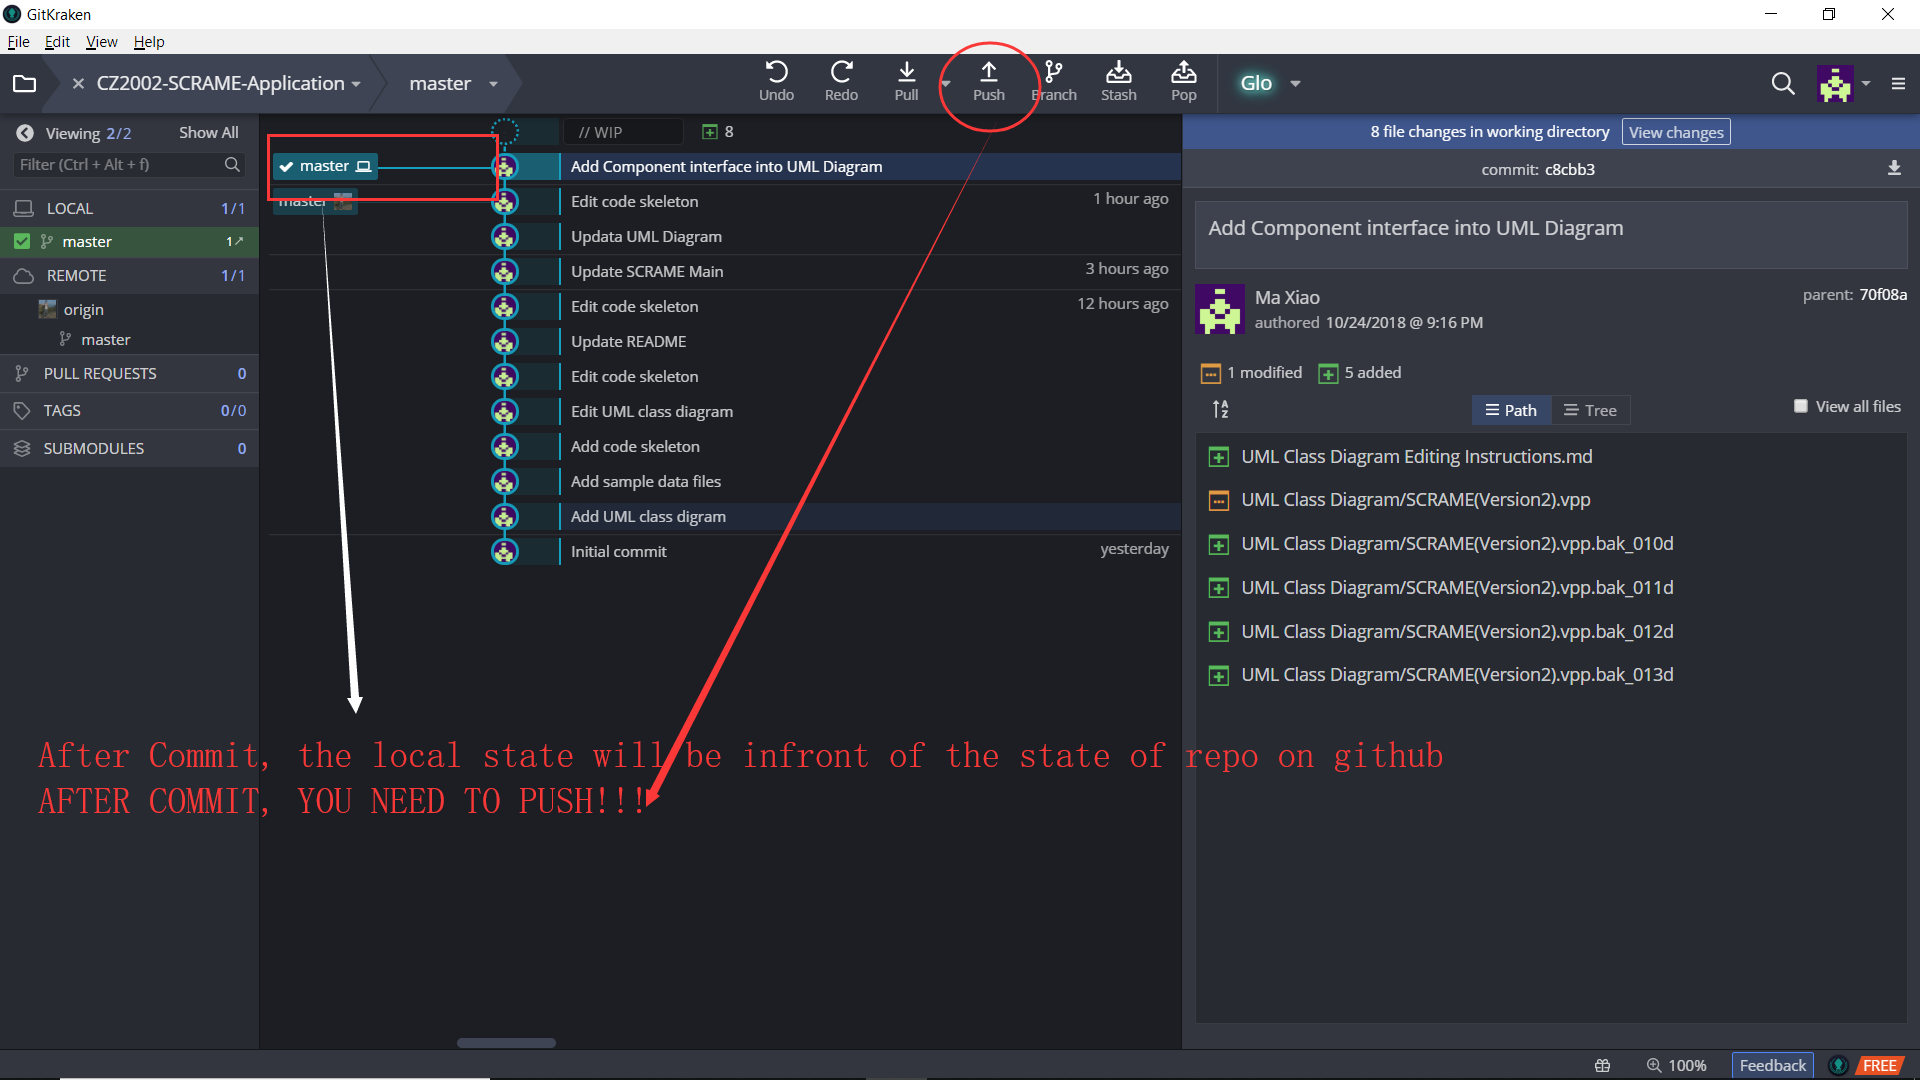 GitKraken
File Edit View Help
CZ2002-SCRAME-Application master Undo Redo Pull Push Branch Stash Pop Glo
Viewing 2/2 Show All
Filter (Ctrl + Alt + f)
LOCAL 1/1
master 1
REMOTE 1/1
origin
master
PULL REQUESTS 0
TAGS 0/0
SUBMODULES 0
// WIP 8
master Add Component interface into UML Diagram
master Edit code skeleton 1 hour ago
Updata UML Diagram
Update SCRAME Main 3 hours ago
Edit code skeleton 12 hours ago
Update README
Edit code skeleton
Edit UML class diagram
Add code skeleton
Add sample data files
Add UML class digram
Initial commit yesterday
After Commit, the local state will be infront of the state of repo on github
AFTER COMMIT, YOU NEED TO PUSH!!!
8 file changes in working directory View changes
commit: c8cbb3
Add Component interface into UML Diagram
Ma Xiao parent: 70f08a
authored 10/24/2018 @ 9:16 PM
1 modified 5 added
Path Tree View all files
UML Class Diagram Editing Instructions.md
UML Class Diagram/SCRAME(Version2).vpp
UML Class Diagram/SCRAME(Version2).vpp.bak_010d
UML Class Diagram/SCRAME(Version2).vpp.bak_011d
UML Class Diagram/SCRAME(Version2).vpp.bak_012d
UML Class Diagram/SCRAME(Version2).vpp.bak_013d
100% Feedback FREE